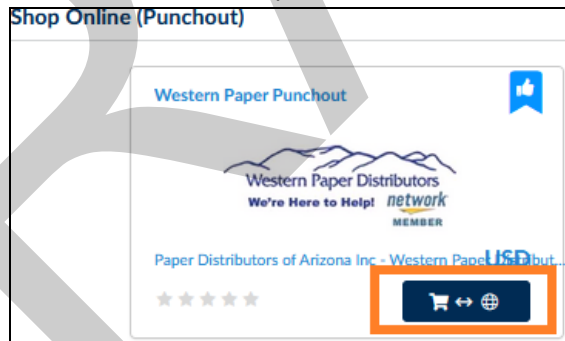 Shop Online (Punchout)
Western Paper Punchout
Western Paper Distributors
We're Here to Help! network
MEMBER
Paper Distributors of Arizona Inc - Western Paper Distribut...
USD